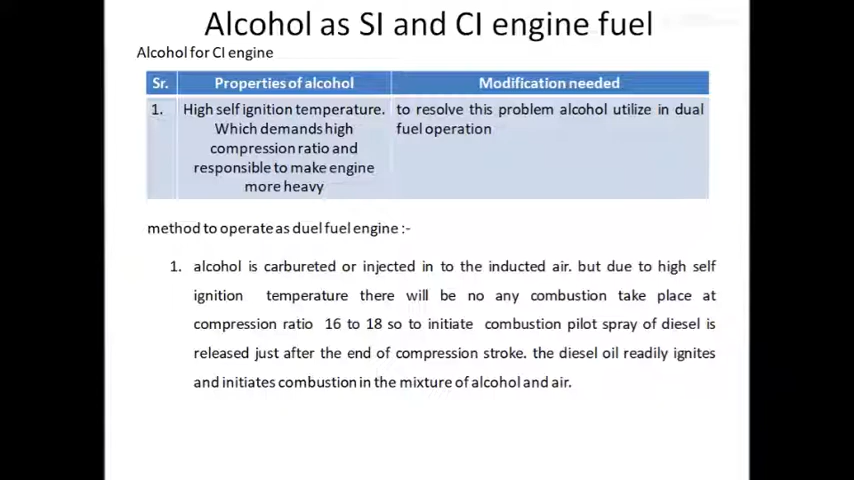 Alcohol as SI and CI engine fuel
Alcohol for CI engine
Sr. Properties of alcohol Modification needed
1. High self ignition temperature. to resolve this problem alcohol utilize in dual
Which demands high fuel operation
compression ratio and
responsible to make engine
more heavy
method to operate as duel fuel engine :-
1. alcohol is carbureted or injected in to the inducted air. but due to high self
ignition temperature there will be no any combustion take place at
compression ratio 16 to 18 so to initiate combustion pilot spray of diesel is
released just after the end of compression stroke. the diesel oil readily ignites
and initiates combustion in the mixture of alcohol and air.